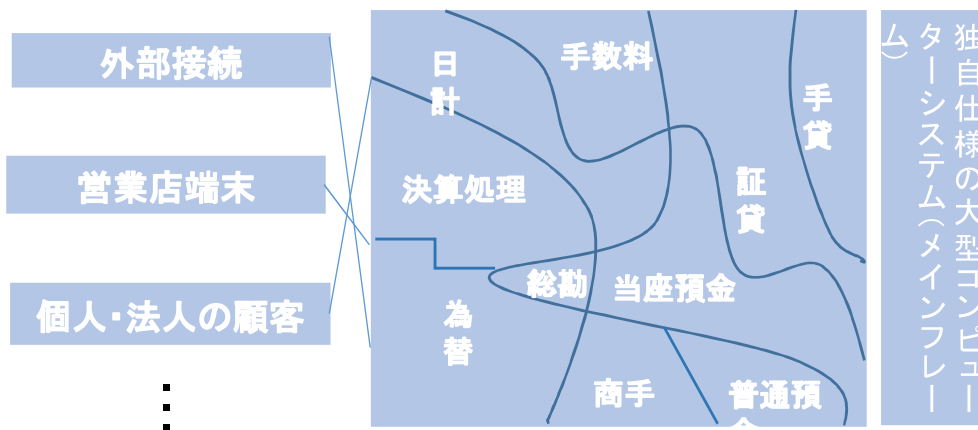 外部接続
営業店端末
個人・法人の顧客
日計
手数料
手貸
決算処理
証貸
総勘
当座預金
為替
商手
普通預金
独自仕様の大型コンピュー
ターシステム（メインフレー
ム）